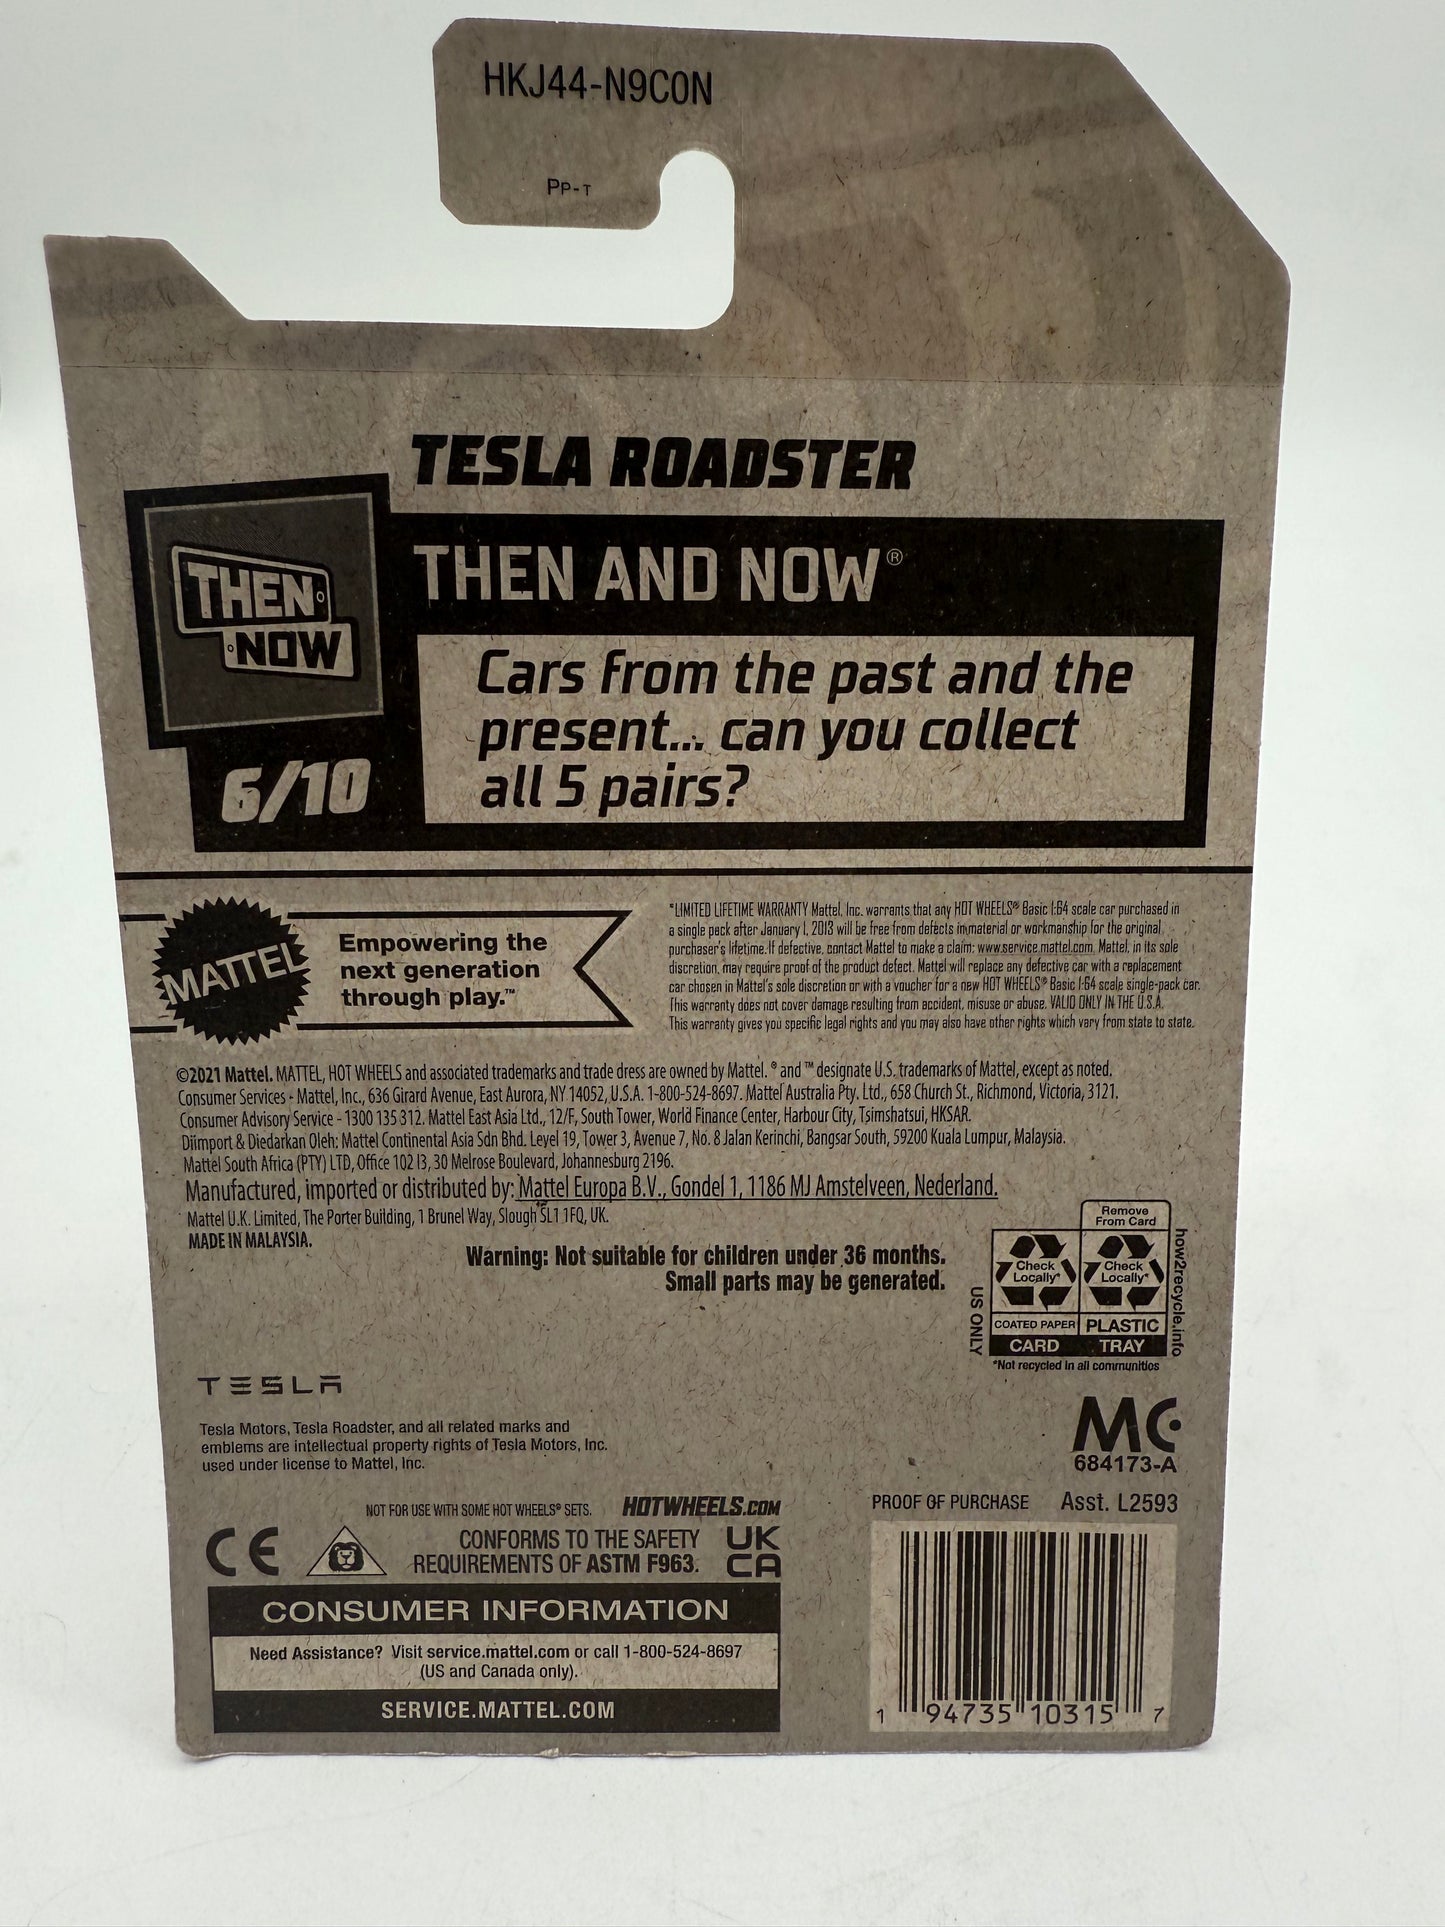 HKJ44-N9C0N
PP-T
TESLA ROADSTER
THEN
NOW
6/10
THEN AND NOW®
Cars from the past and the
present... can you collect
all 5 pairs?
MATTEL
Empowering the
next generation
through play.™
*LIMITED LIFETIME WARRANTY Mattel, Inc. warrants that any HOT WHEELS® Basic 1:64 scale car purchased in
a single pack after January 1, 2013 will be free from defects in material or workmanship for the original
purchaser's lifetime. If defective, contact Mattel to make a claim: www.service.mattel.com. Mattel, in its sole
discretion, may require proof of the product defect. Mattel will replace any defective car with a replacement
car chosen in Mattel's sole discretion or with a voucher for a new HOT WHEELS® Basic 1:64 scale single-pack car.
This warranty does not cover damage resulting from accident, misuse or abuse. VALID ONLY IN THE U.S.A.
This warranty gives you specific legal rights and you may also have other rights which vary from state to state.
©2021 Mattel. MATTEL, HOT WHEELS and associated trademarks and trade dress are owned by Mattel. ® and ™ designate U.S. trademarks of Mattel, except as noted.
Consumer Services - Mattel, Inc., 636 Girard Avenue, East Aurora, NY 14052, U.S.A. 1-800-524-8697. Mattel Australia Pty. Ltd., 658 Church St., Richmond, Victoria, 3121.
Consumer Advisory Service - 1300 135 312. Mattel East Asia Ltd., 12/F, South Tower, World Finance Center, Harbour City, Tsimshatsui, HKSAR.
Diimport & Diedarkan Oleh: Mattel Continental Asia Sdn Bhd. Level 19, Tower 3, Avenue 7, No. 8 Jalan Kerinchi, Bangsar South, 59200 Kuala Lumpur, Malaysia.
Mattel South Africa (PTY) LTD, Office 102 I3, 30 Melrose Boulevard, Johannesburg 2196.
Manufactured, imported or distributed by: Mattel Europa B.V., Gondel 1, 1186 MJ Amstelveen, Nederland.
Mattel U.K. Limited, The Porter Building, 1 Brunel Way, Slough SL1 1FQ, UK.
MADE IN MALAYSIA.
Warning: Not suitable for children under 36 months.
Small parts may be generated.
US ONLY
Remove
From Card
Check
Locally*
Check
Locally*
COATED PAPER
PLASTIC
CARD
TRAY
how2recycle.info
*Not recycled in all communities
TESLA
Tesla Motors, Tesla Roadster, and all related marks and
emblems are intellectual property rights of Tesla Motors, Inc.
used under license to Mattel, Inc.
MC
684173-A
NOT FOR USE WITH SOME HOT WHEELS® SETS.
HOTWHEELS.COM
CE
CONFORMS TO THE SAFETY
REQUIREMENTS OF ASTM F963.
UK
CA
CONSUMER INFORMATION
Need Assistance? Visit service.mattel.com or call 1-800-524-8697
(US and Canada only).
SERVICE.MATTEL.COM
PROOF OF PURCHASE Asst. L2593
1 94735 10315 7